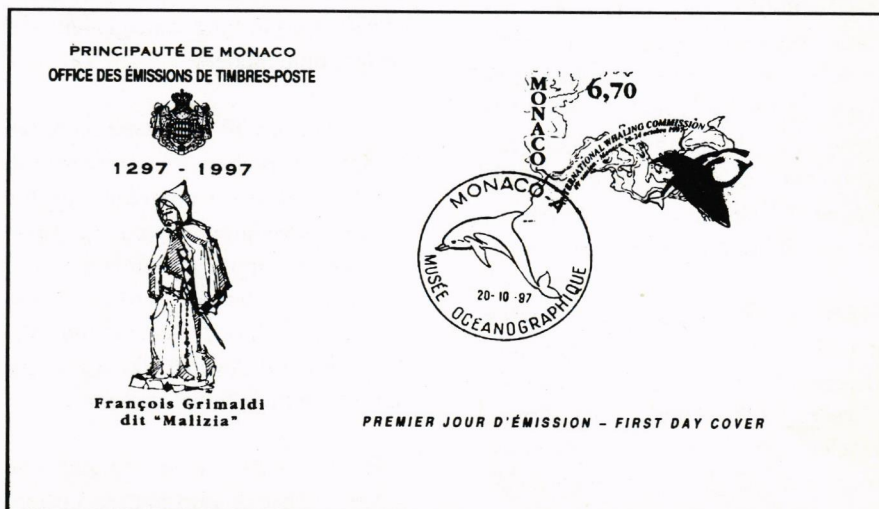 PRINCIPAUTÉ DE MONACO
OFFICE DES ÉMISSIONS DE TIMBRES-POSTE
1297 - 1997
François Grimaldi
dit "Malizia"
MONACO
6,70
INTERNATIONAL WHALING COMMISSION
MONACO-A
MUSÉE OCEANOGRAPHIQUE
20-10-97
PREMIER JOUR D'ÉMISSION – FIRST DAY COVER